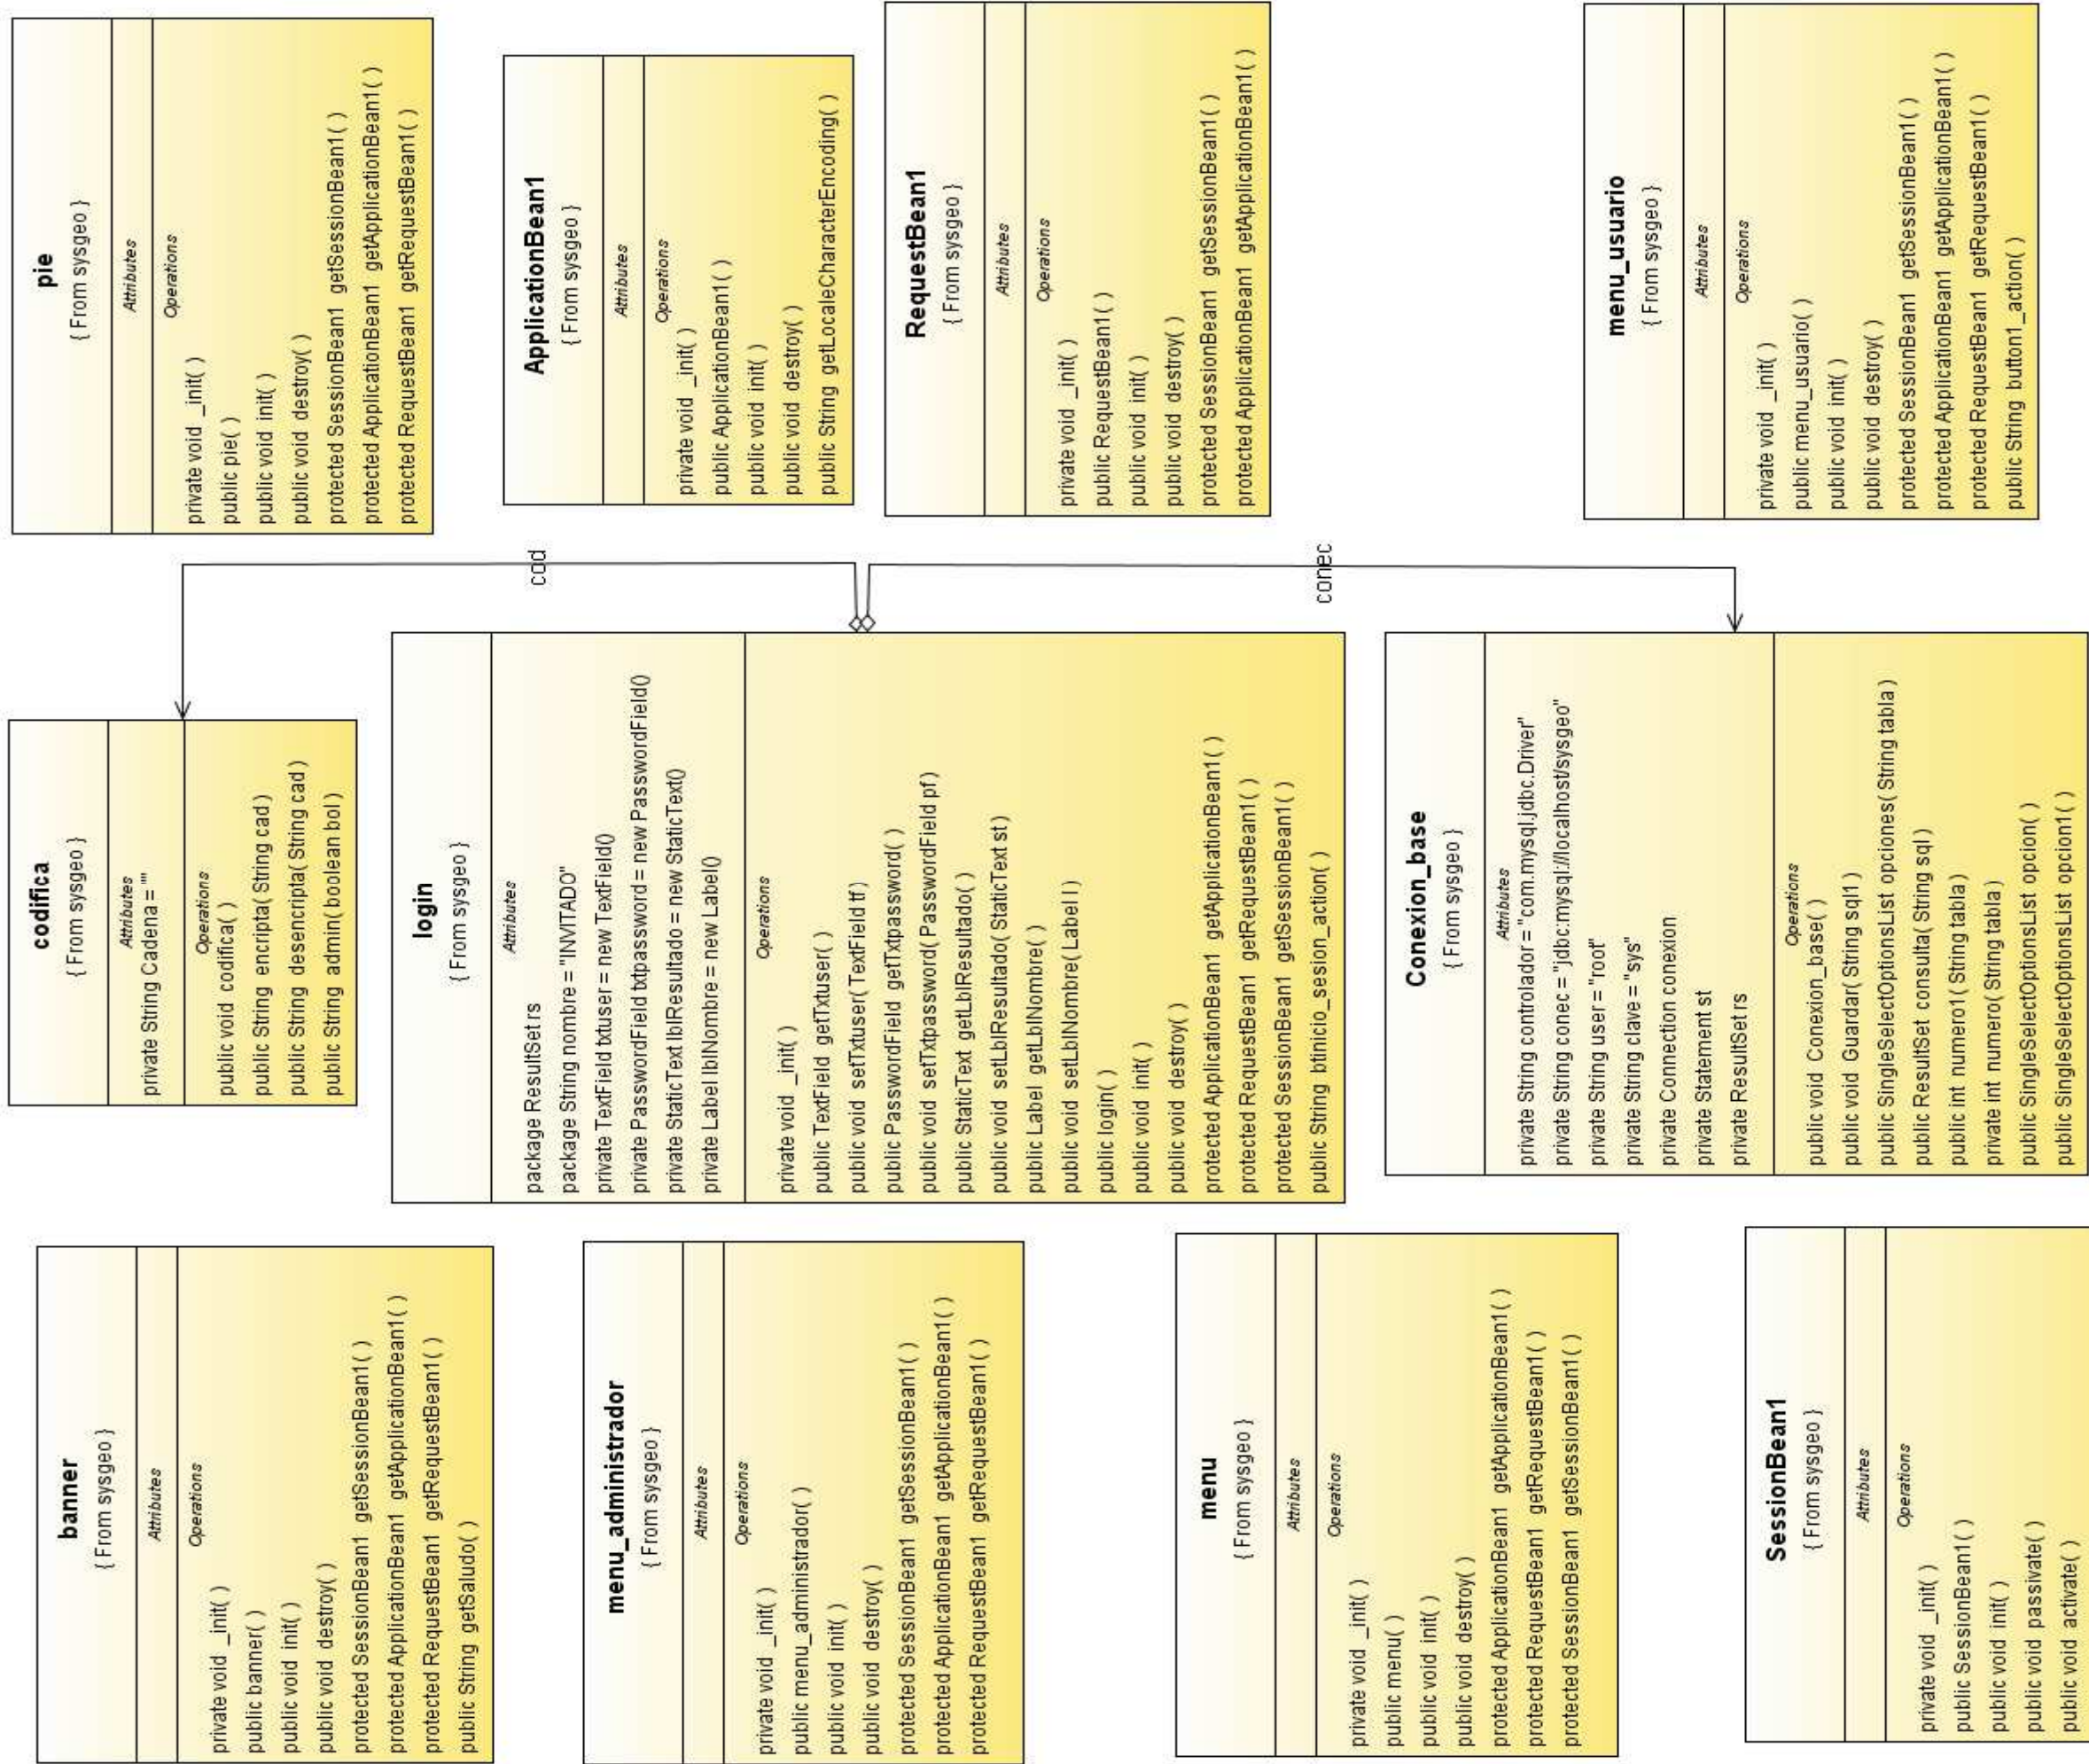 banner
{ From sysgeo }
Attributes
Operations
private void _init( )
public banner( )
public void init( )
public void destroy( )
protected SessionBean1 getSessionBean1( )
protected ApplicationBean1 getApplicationBean1( )
protected RequestBean1 getRequestBean1( )
public String getSaludo( )
menu_administrador
{ From sysgeo }
Attributes
Operations
private void _init( )
public menu_administrador( )
public void init( )
public void destroy( )
protected SessionBean1 getSessionBean1( )
protected ApplicationBean1 getApplicationBean1( )
protected RequestBean1 getRequestBean1( )
menu
{ From sysgeo }
Attributes
Operations
private void _init( )
public menu( )
public void init( )
public void destroy( )
protected ApplicationBean1 getApplicationBean1( )
protected RequestBean1 getRequestBean1( )
protected SessionBean1 getSessionBean1( )
SessionBean1
{ From sysgeo }
Attributes
Operations
private void _init( )
public SessionBean1( )
public void init( )
public void passivate( )
public void activate( )
codifica
{ From sysgeo }
Attributes
private String Cadena = ""
Operations
public void codifica( )
public String encripta( String cad )
public String desencripta( String cad )
public String admin( boolean bol )
login
{ From sysgeo }
Attributes
package ResultSet rs
package String nombre = "INVITADO"
private TextField txtuser = new TextField()
private PasswordField txtpassword = new PasswordField()
private StaticText lblResultado = new StaticText()
private Label lblNombre = new Label()
Operations
private void _init( )
public TextField getTxtuser( )
public void setTxtuser( TextField tf )
public PasswordField getTxtpassword( )
public void setTxtpassword( PasswordField pf )
public StaticText getLblResultado( )
public void setLblResultado( StaticText st )
public Label getLblNombre( )
public void setLblNombre( Label l )
public login( )
public void init( )
public void destroy( )
protected ApplicationBean1 getApplicationBean1( )
protected RequestBean1 getRequestBean1( )
protected SessionBean1 getSessionBean1( )
public String btinicio_sesion_action( )
Conexion_base
{ From sysgeo }
Attributes
private String controlador = "com.mysql.jdbc.Driver"
private String conec = "jdbc:mysql://localhost/sysgeo"
private String user = "root"
private String clave = "sys"
private Connection conexion
private Statement st
private ResultSet rs
Operations
public void Conexion_base( )
public void Guardar( String sql1 )
public SingleSelectOptionsList opciones( String tabla )
public ResultSet consulta( String sql )
public int numero1( String tabla )
private int numero( String tabla )
public SingleSelectOptionsList opcion( )
public SingleSelectOptionsList opcion1( )
cod
conec
pie
{ From sysgeo }
Attributes
Operations
private void _init( )
public pie( )
public void init( )
public void destroy( )
protected SessionBean1 getSessionBean1( )
protected ApplicationBean1 getApplicationBean1( )
protected RequestBean1 getRequestBean1( )
ApplicationBean1
{ From sysgeo }
Attributes
Operations
private void _init( )
public ApplicationBean1( )
public void init( )
public void destroy( )
public String getLocaleCharacterEncoding( )
RequestBean1
{ From sysgeo }
Attributes
Operations
private void _init( )
public RequestBean1( )
public void init( )
public void destroy( )
protected SessionBean1 getSessionBean1( )
protected ApplicationBean1 getApplicationBean1( )
menu_usuario
{ From sysgeo }
Attributes
Operations
private void _init( )
public menu_usuario( )
public void init( )
public void destroy( )
protected SessionBean1 getSessionBean1( )
protected ApplicationBean1 getApplicationBean1( )
protected RequestBean1 getRequestBean1( )
public String button1_action( )